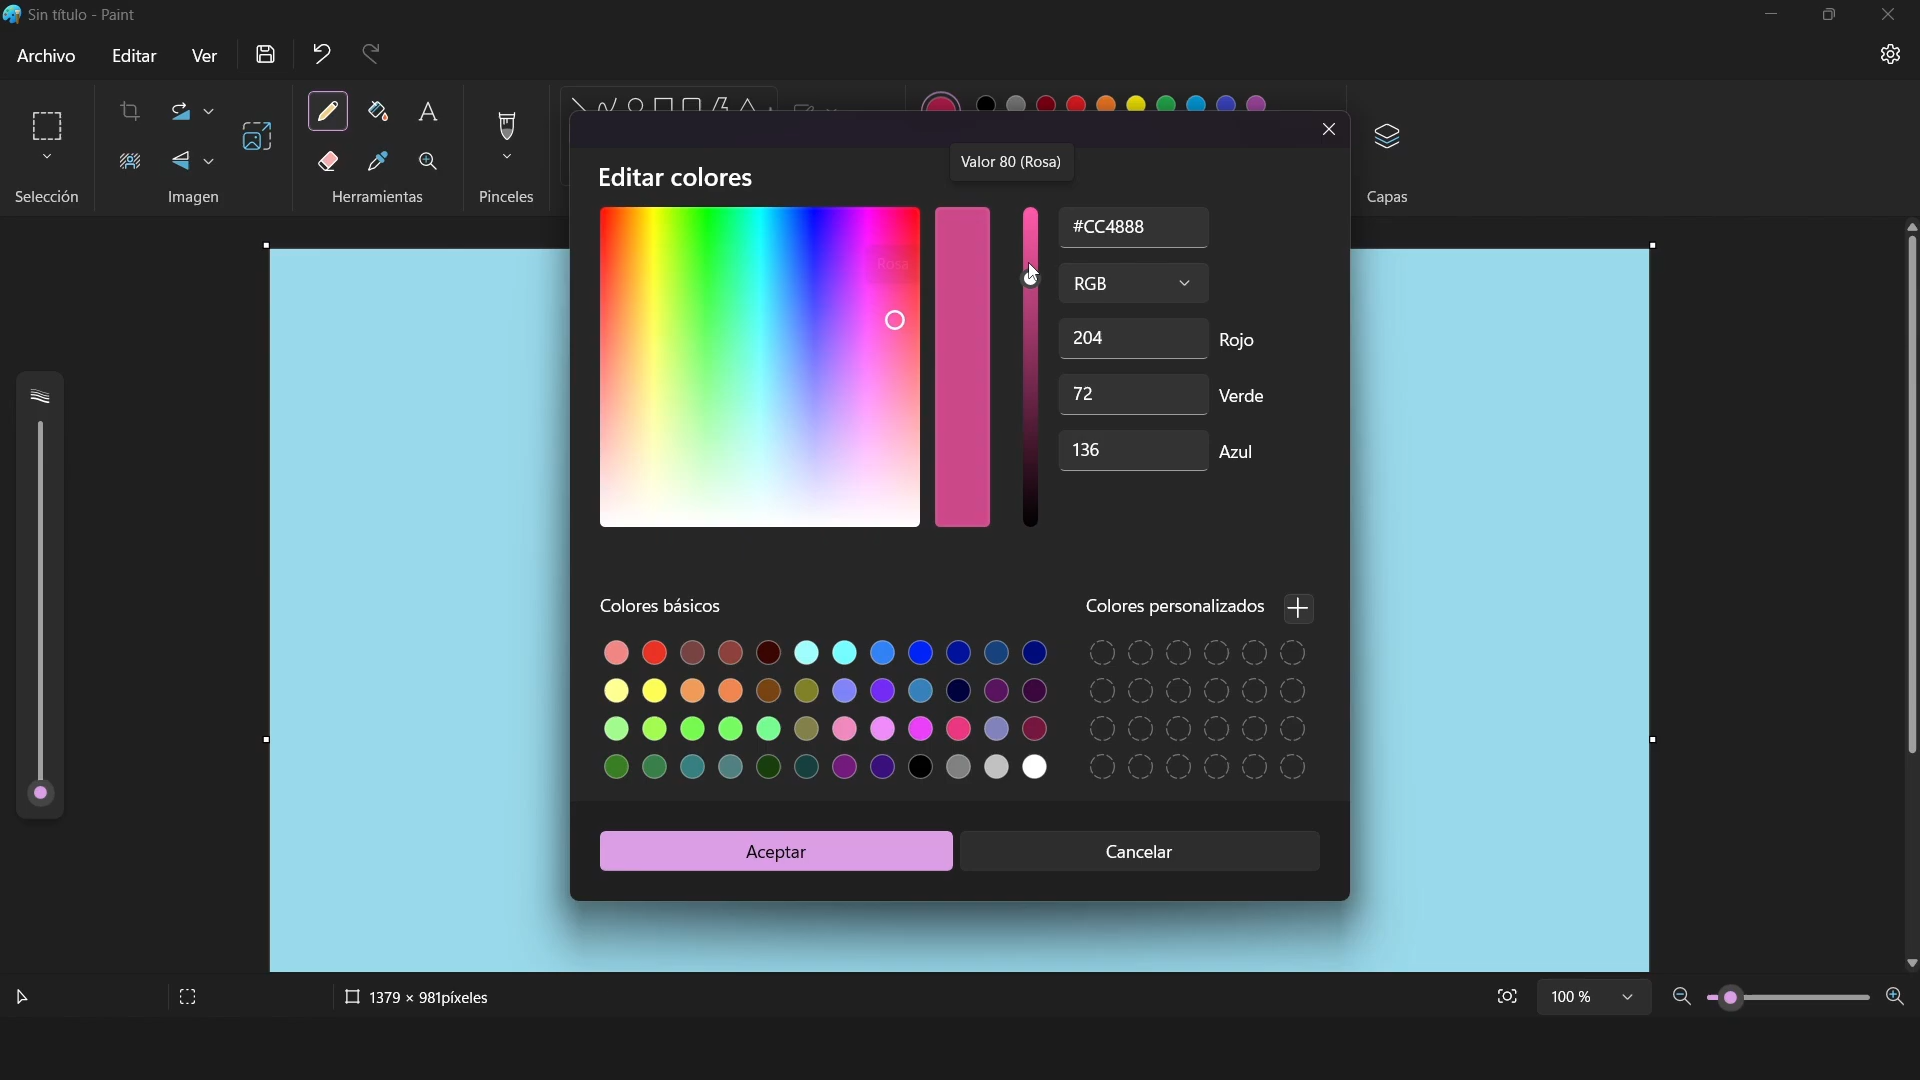 Sin título - Paint
Archivo Editar Ver
Selección Imagen Herramientas Pinceles Capas
Valor 80 (Rosa)
Editar colores
#CC4888
Rosa
RGB
204 Rojo
72 Verde
136 Azul
Colores básicos
Colores personalizados
Aceptar
Cancelar
1379 × 981píxeles
100 %